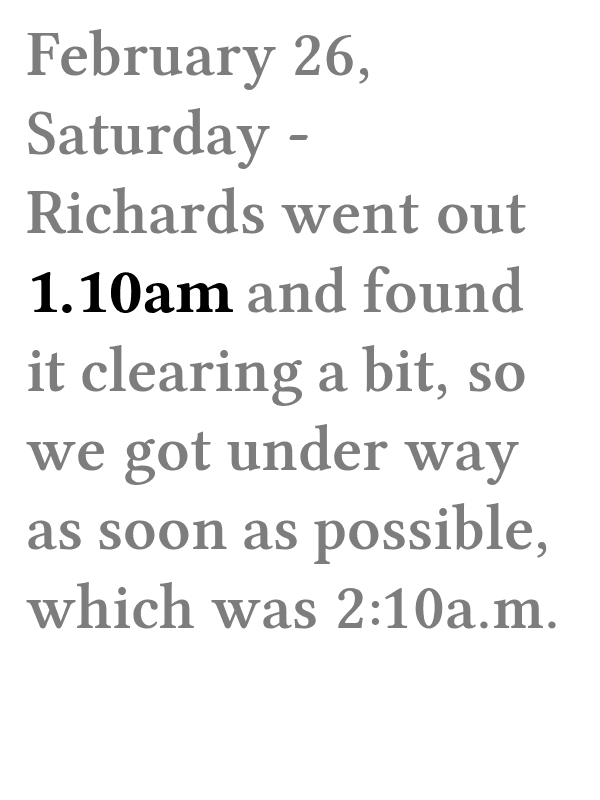 February 26,
Saturday -
Richards went out
1.10am and found
it clearing a bit, so
we got under way
as soon as possible,
which was 2:10a.m.